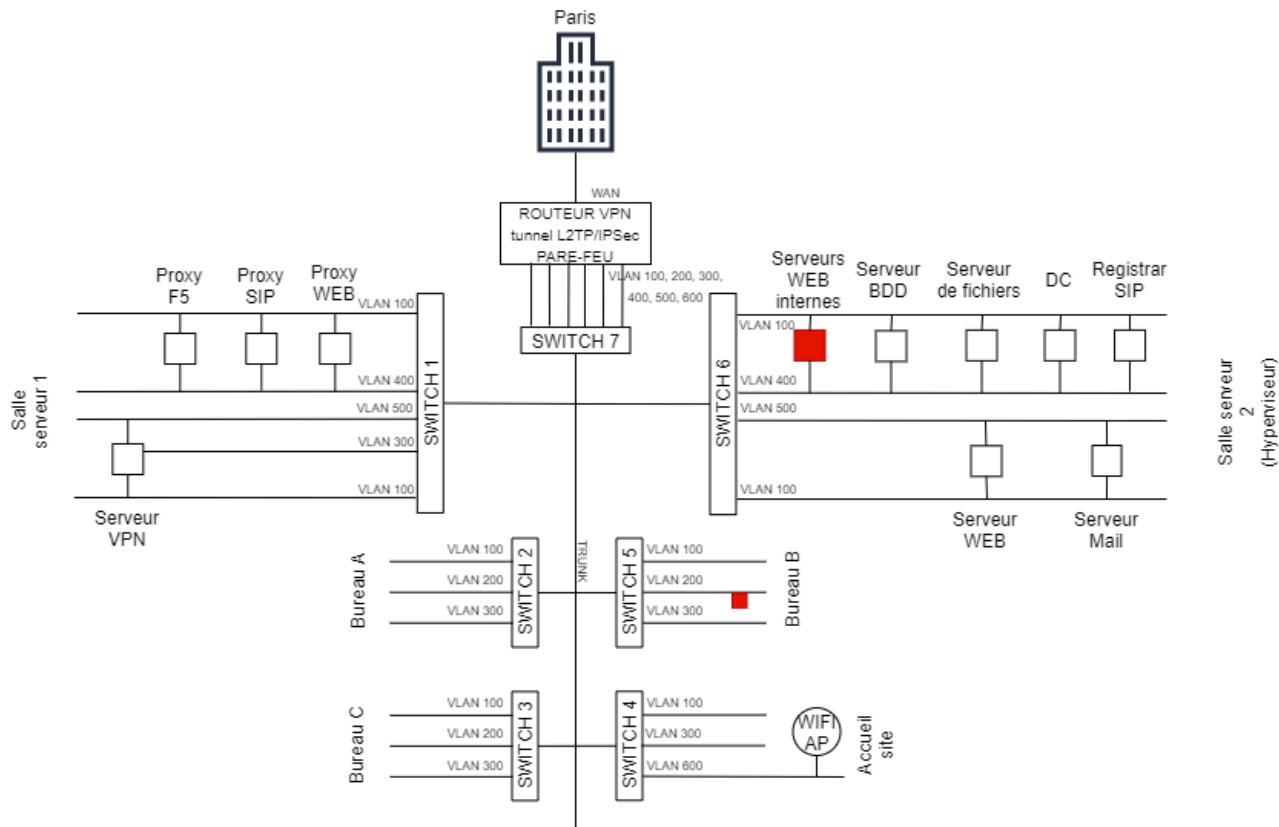 Paris
WAN
ROUTEUR VPN
tunnel L2TP/IPSec
PARE-FEU
VLAN 100, 200, 300,
400, 500, 600
SWITCH 7
Proxy
F5
Proxy
SIP
Proxy
WEB
VLAN 100
VLAN 400
VLAN 500
VLAN 300
VLAN 100
SWITCH 1
Salle
serveur 1
Serveur
VPN
Serveurs
WEB
internes
Serveur
BDD
Serveur
de fichiers
DC
Registrar
SIP
VLAN 100
VLAN 400
VLAN 500
VLAN 100
SWITCH 6
Salle serveur
2
(Hyperviseur)
Serveur
WEB
Serveur
Mail
TRUNK
Bureau A
VLAN 100
VLAN 200
VLAN 300
SWITCH 2
SWITCH 5
VLAN 100
VLAN 200
VLAN 300
Bureau B
Bureau C
VLAN 100
VLAN 200
VLAN 300
SWITCH 3
SWITCH 4
VLAN 100
VLAN 300
VLAN 600
WIFI
AP
Accueil
site